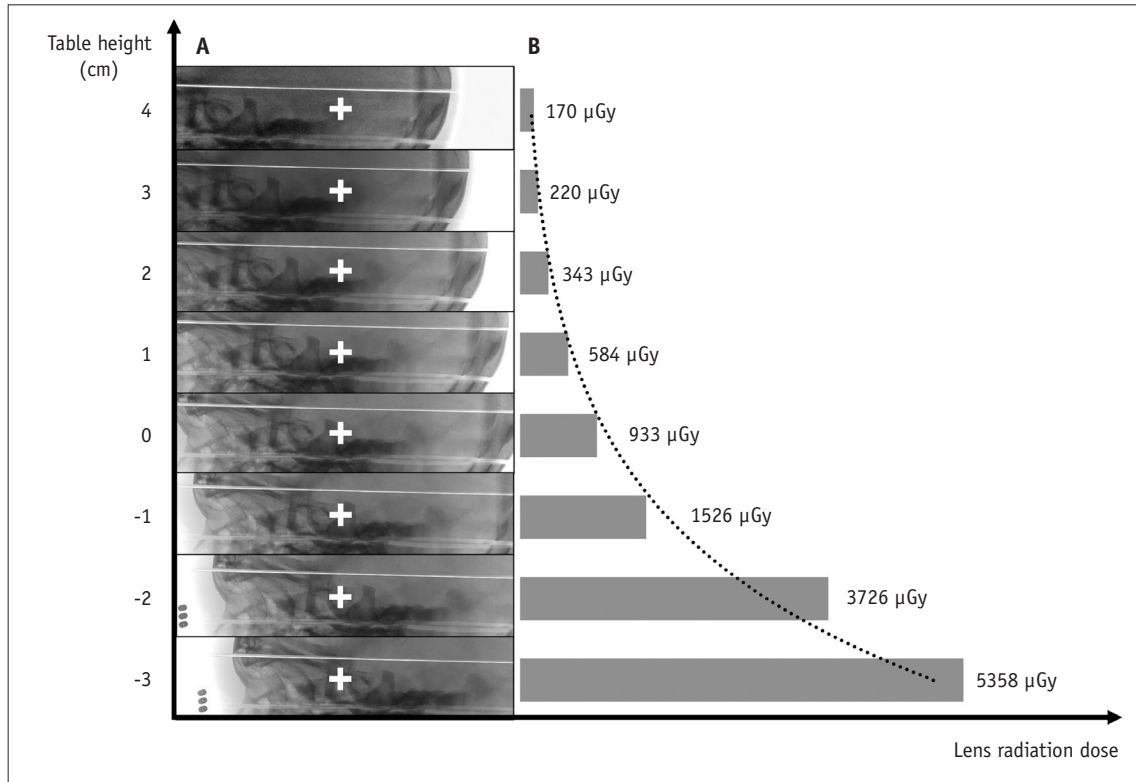 Table height
(cm)
A
B
4
170 μGy
3
220 μGy
2
343 μGy
1
584 μGy
0
933 μGy
-1
1526 μGy
-2
3726 μGy
-3
5358 μGy
Lens radiation dose